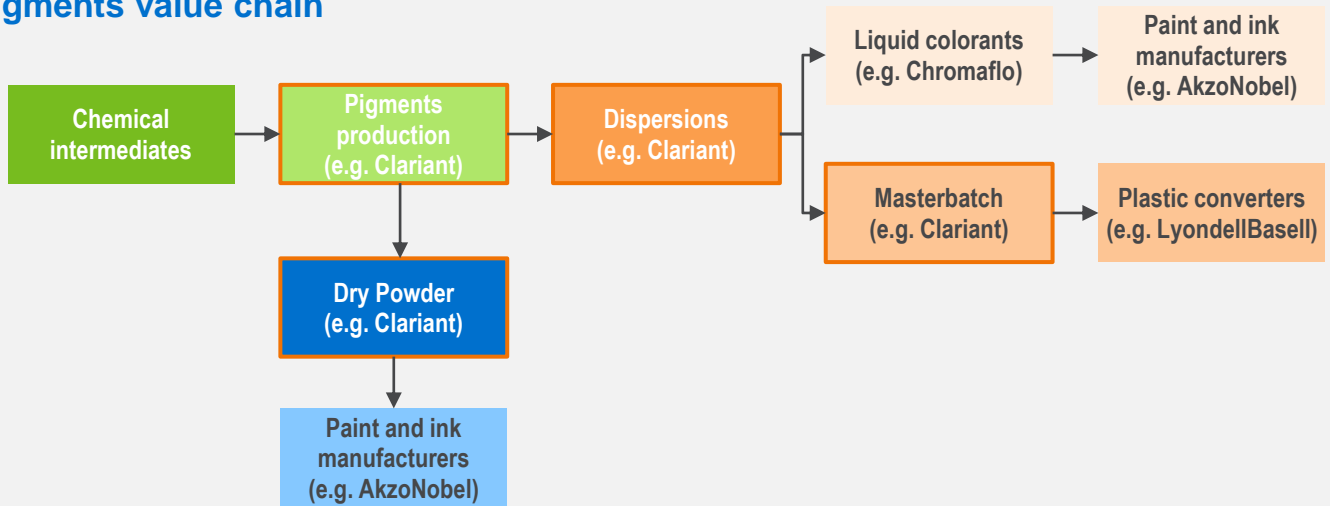 gments value chain
Chemical
intermediates
Pigments
production
(e.g. Clariant)
Dispersions
(e.g. Clariant)
Liquid colorants
(e.g. Chromaflo)
Paint and ink
manufacturers
(e.g. AkzoNobel)
Masterbatch
(e.g. Clariant)
Plastic converters
(e.g. LyondellBasell)
Dry Powder
(e.g. Clariant)
Paint and ink
manufacturers
(e.g. AkzoNobel)